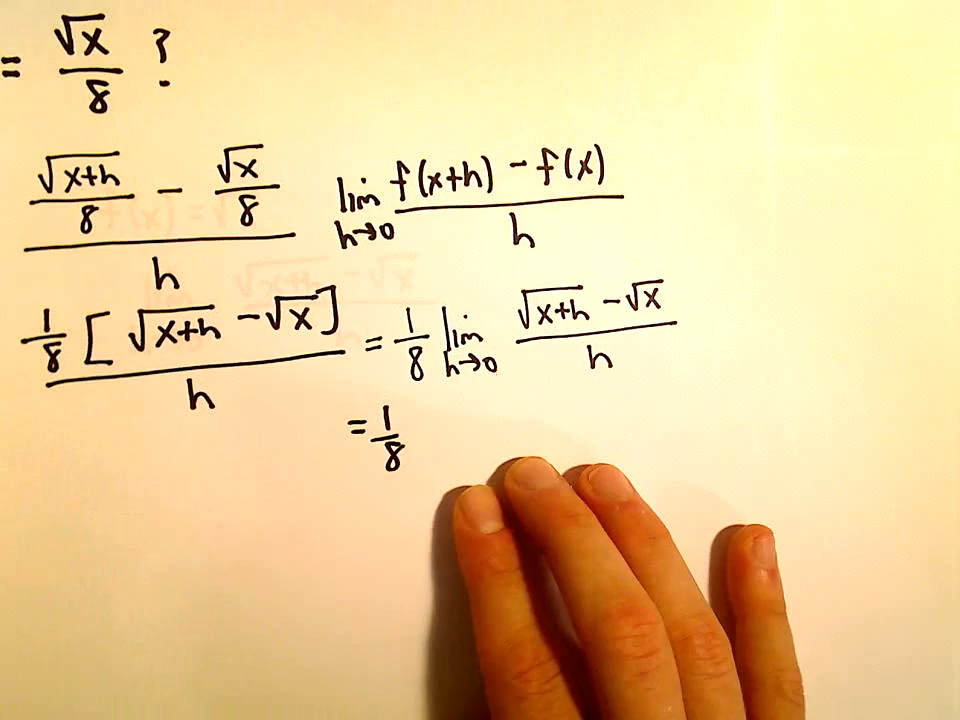 = √x/8 ?
(√(x+h)/8 - √x/8)/h lim h→0 (f(x+h) - f(x))/h
(1/8 [√(x+h) - √x])/h = 1/8 lim h→0 (√(x+h) - √x)/h
= 1/8